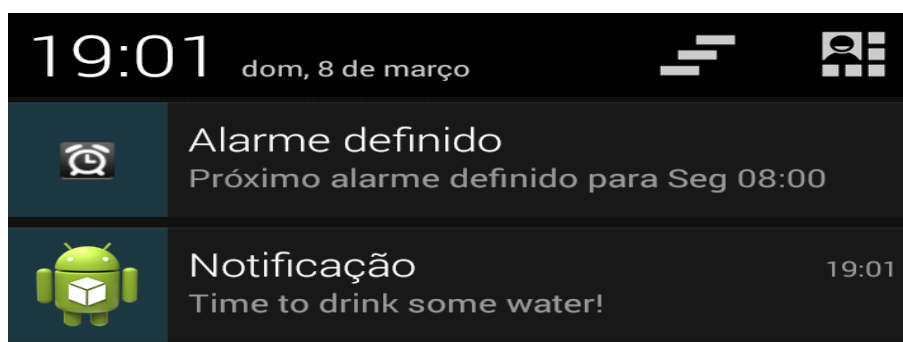 19:01 dom, 8 de março
Alarme definido
Próximo alarme definido para Seg 08:00
Notificação 19:01
Time to drink some water!